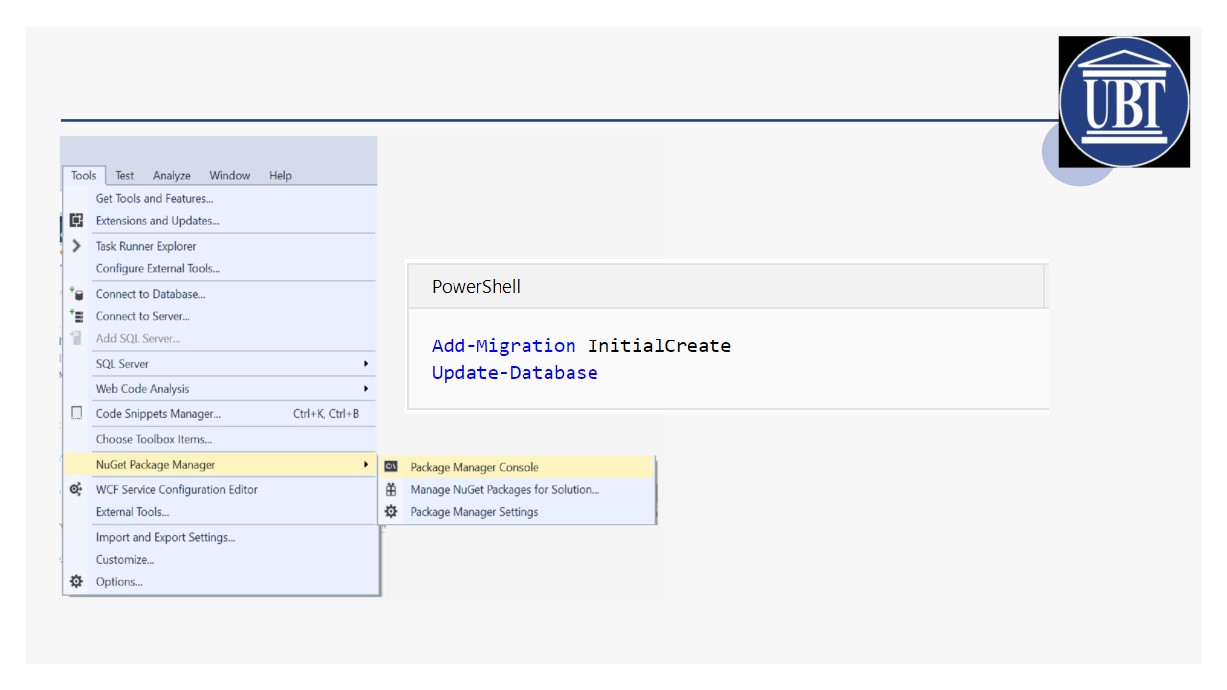 UBT
Tools Test Analyze Window Help
Get Tools and Features...
Extensions and Updates...
Task Runner Explorer
Configure External Tools...
Connect to Database...
Connect to Server...
Add SQL Server...
SQL Server
Web Code Analysis
Code Snippets Manager... Ctrl+K, Ctrl+B
Choose Toolbox Items...
NuGet Package Manager
WCF Service Configuration Editor
External Tools...
Import and Export Settings...
Customize...
Options...
Package Manager Console
Manage NuGet Packages for Solution...
Package Manager Settings
PowerShell
Add-Migration InitialCreate
Update-Database